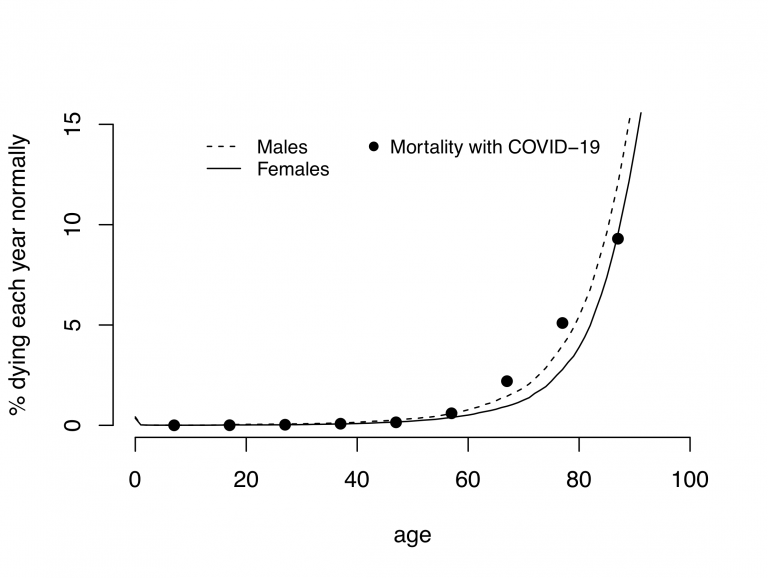 % dying each year normally
15
10
5
0
Males
Females
Mortality with COVID−19
0 20 40 60 80 100
age